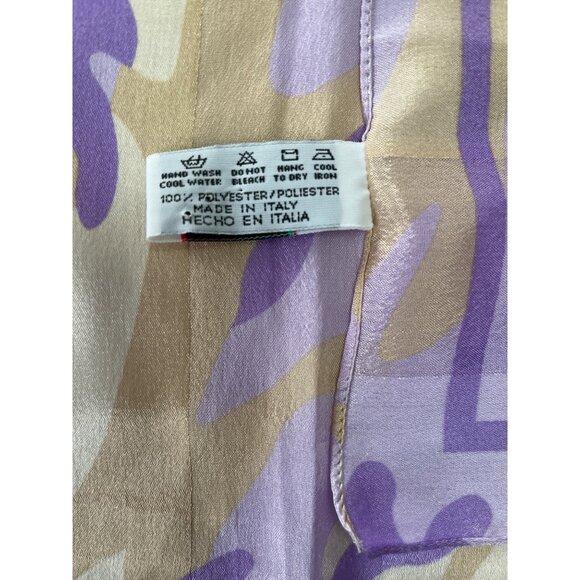 HAND WASH DO NOT HANG COOL
COOL WATER BLEACH TO DRY IRON
100% POLYESTER/POLIESTER
MADE IN ITALY
HECHO EN ITALIA